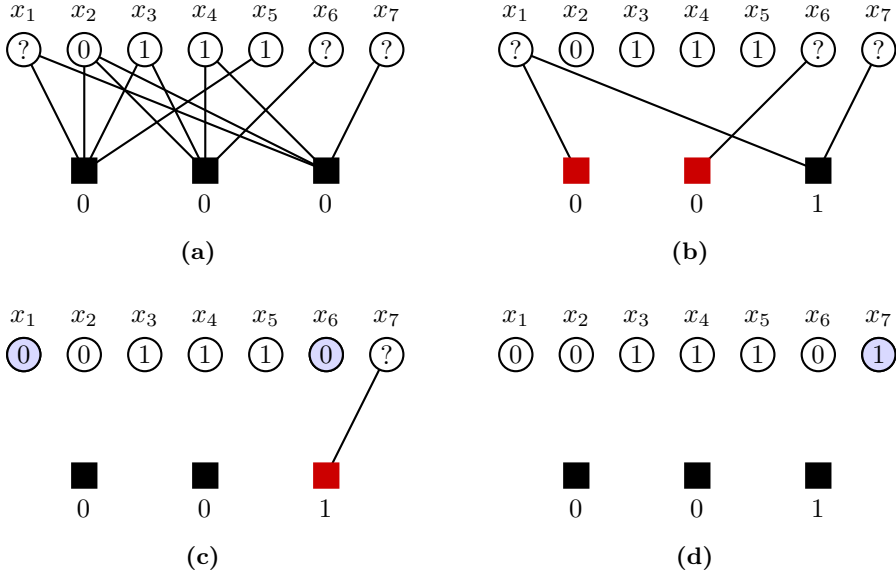 x₁ x₂ x₃ x₄ x₅ x₆ x₇
? 0 1 1 1 ? ?
0 0 0
(a)
x₁ x₂ x₃ x₄ x₅ x₆ x₇
? 0 1 1 1 ? ?
0 0 1
(b)
x₁ x₂ x₃ x₄ x₅ x₆ x₇
0 0 1 1 1 0 ?
0 0 1
(c)
x₁ x₂ x₃ x₄ x₅ x₆ x₇
0 0 1 1 1 0 1
0 0 1
(d)